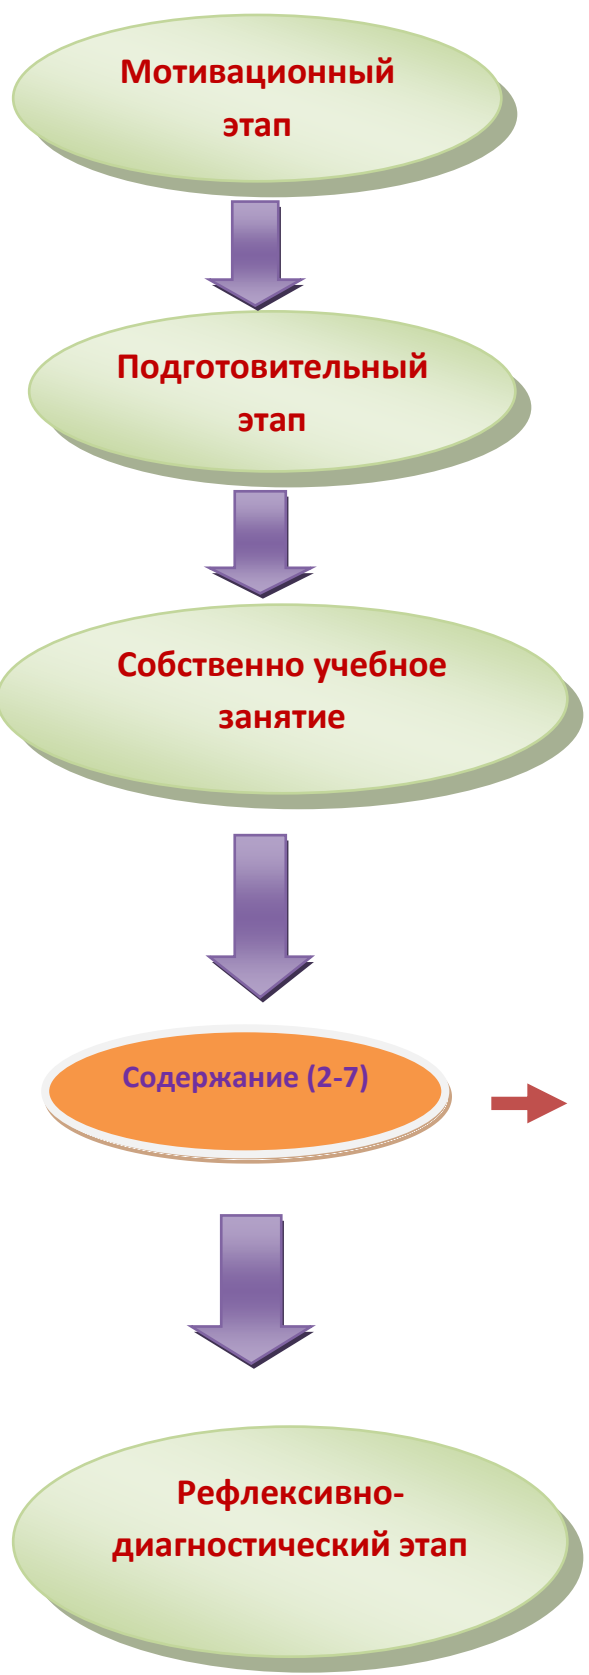 Мотивационный
этап
Подготовительный
этап
Собственно учебное
занятие
Содержание (2-7)
Рефлексивно-
диагностический этап